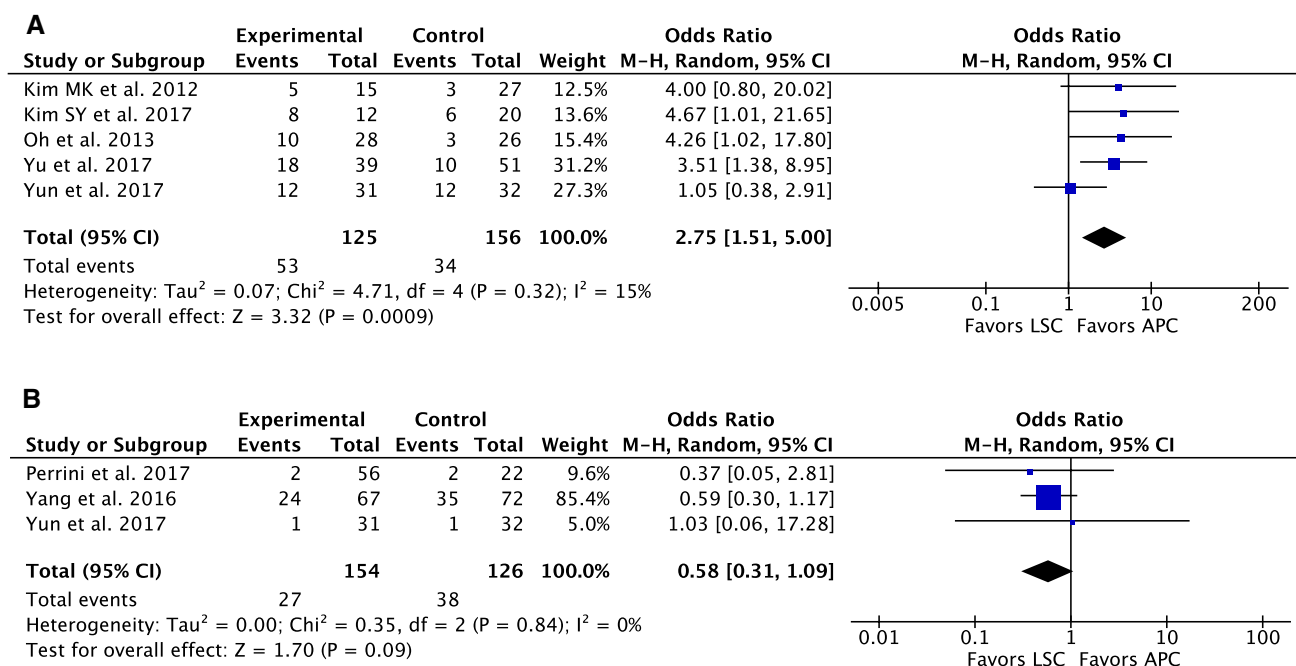 A
Experimental Control Odds Ratio Odds Ratio
Study or Subgroup Events Total Events Total Weight M-H, Random, 95% CI M-H, Random, 95% CI
Kim MK et al. 2012 5 15 3 27 12.5% 4.00 [0.80, 20.02]
Kim SY et al. 2017 8 12 6 20 13.6% 4.67 [1.01, 21.65]
Oh et al. 2013 10 28 3 26 15.4% 4.26 [1.02, 17.80]
Yu et al. 2017 18 39 10 51 31.2% 3.51 [1.38, 8.95]
Yun et al. 2017 12 31 12 32 27.3% 1.05 [0.38, 2.91]
Total (95% CI) 125 156 100.0% 2.75 [1.51, 5.00]
Total events 53 34
Heterogeneity: Tau² = 0.07; Chi² = 4.71, df = 4 (P = 0.32); I² = 15%
Test for overall effect: Z = 3.32 (P = 0.0009)
0.005 0.1 1 10 200
Favors LSC Favors APC
B
Experimental Control Odds Ratio Odds Ratio
Study or Subgroup Events Total Events Total Weight M-H, Random, 95% CI M-H, Random, 95% CI
Perrini et al. 2017 2 56 2 22 9.6% 0.37 [0.05, 2.81]
Yang et al. 2016 24 67 35 72 85.4% 0.59 [0.30, 1.17]
Yun et al. 2017 1 31 1 32 5.0% 1.03 [0.06, 17.28]
Total (95% CI) 154 126 100.0% 0.58 [0.31, 1.09]
Total events 27 38
Heterogeneity: Tau² = 0.00; Chi² = 0.35, df = 2 (P = 0.84); I² = 0%
Test for overall effect: Z = 1.70 (P = 0.09)
0.01 0.1 1 10 100
Favors LSC Favors APC